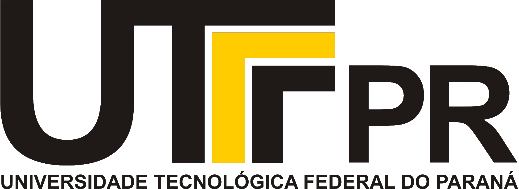 UTFPR
UNIVERSIDADE TECNOLÓGICA FEDERAL DO PARANÁ